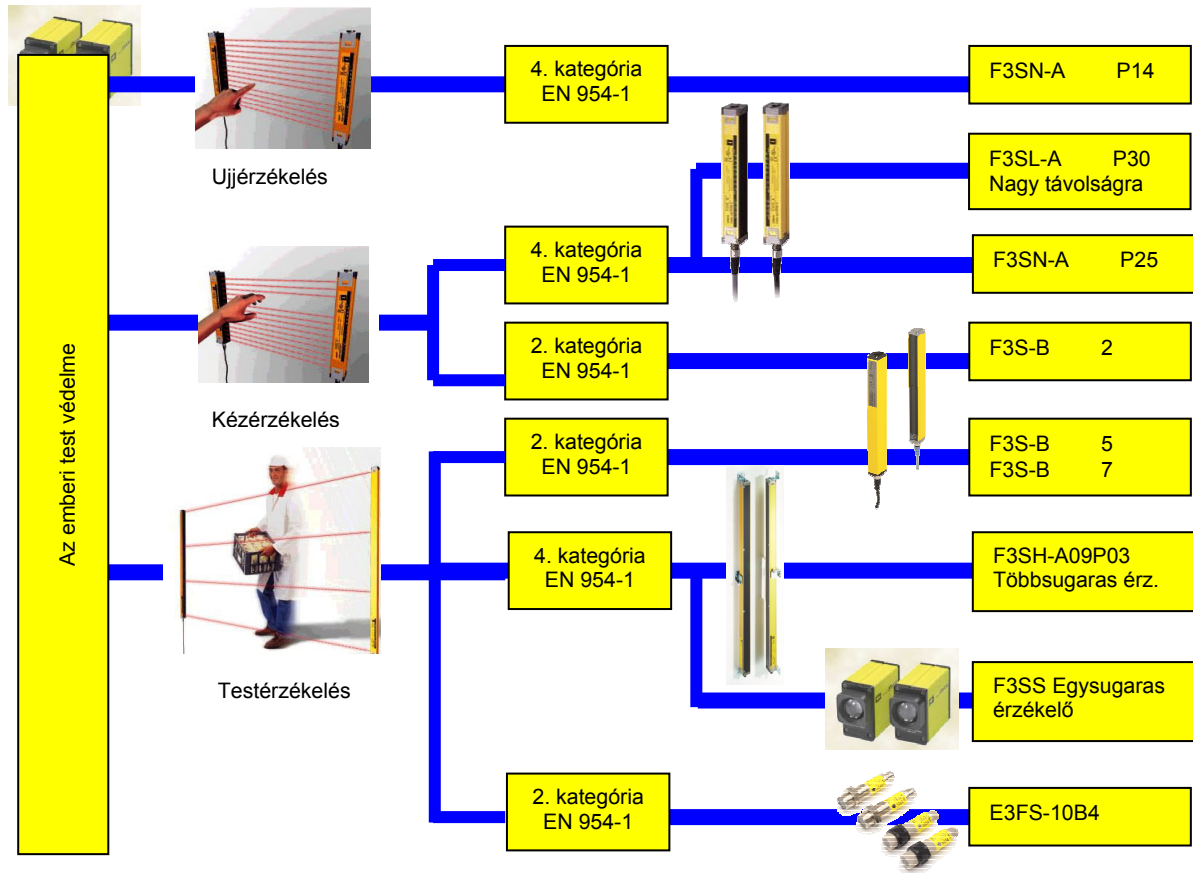 4. kategória
EN 954-1
F3SN-A P14
Ujjérzékelés
F3SL-A P30
Nagy távolságra
4. kategória
EN 954-1
F3SN-A P25
2. kategória
EN 954-1
F3S-B 2
Kézérzékelés
Az emberi test védelme
2. kategória
EN 954-1
F3S-B 5
F3S-B 7
4. kategória
EN 954-1
F3SH-A09P03
Többsugaras érz.
Testérzékelés
F3SS Egysugaras
érzékelő
2. kategória
EN 954-1
E3FS-10B4